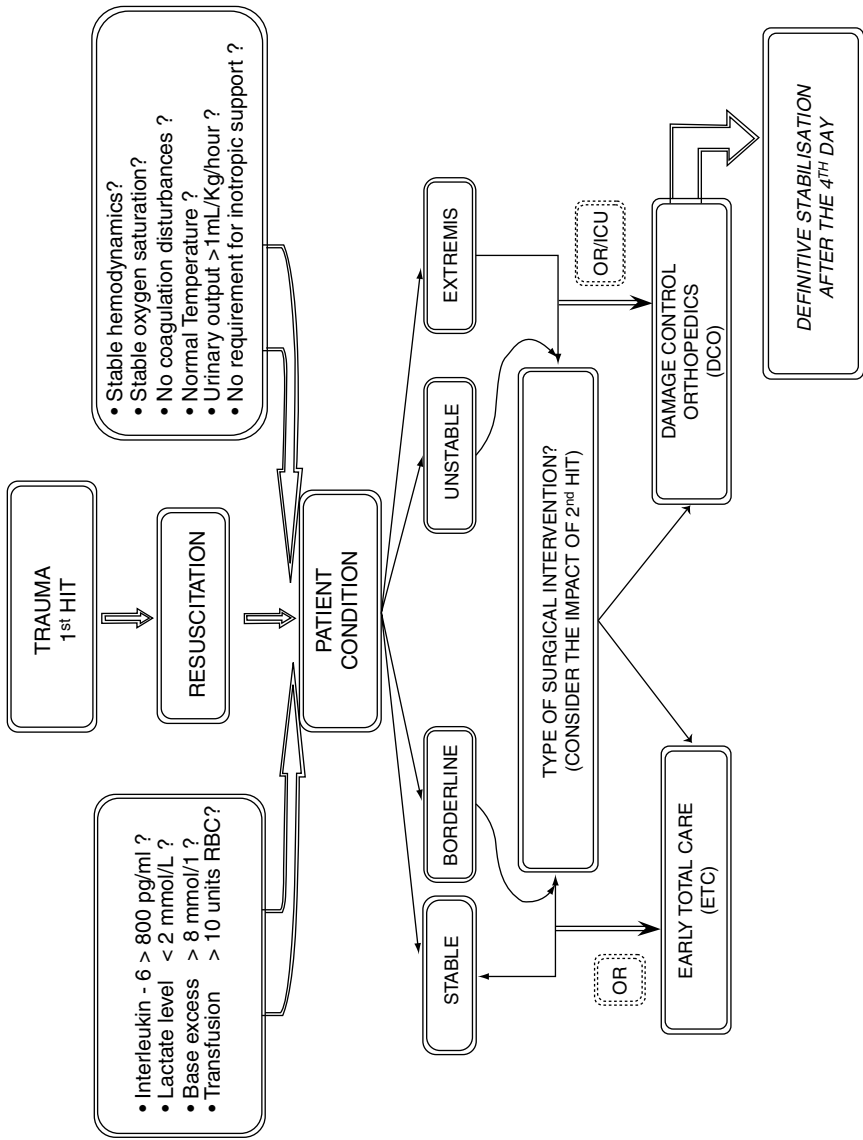 TRAUMA
1st HIT
• Interleukin - 6 > 800 pg/ml ?
• Lactate level < 2 mmol/L ?
• Base excess > 8 mmol/1 ?
• Transfusion > 10 units RBC?
RESUSCITATION
• Stable hemodynamics?
• Stable oxygen saturation?
• No coagulation disturbances ?
• Normal Temperature ?
• Urinary output >1mL/Kg/hour ?
• No requirement for inotropic support ?
PATIENT
CONDITION
STABLE
BORDERLINE
UNSTABLE
EXTREMIS
TYPE OF SURGICAL INTERVENTION?
(CONSIDER THE IMPACT OF 2nd HIT)
OR
OR/ICU
EARLY TOTAL CARE
(ETC)
DAMAGE CONTROL
ORTHOPEDICS
(DCO)
DEFINITIVE STABILISATION
AFTER THE 4TH DAY